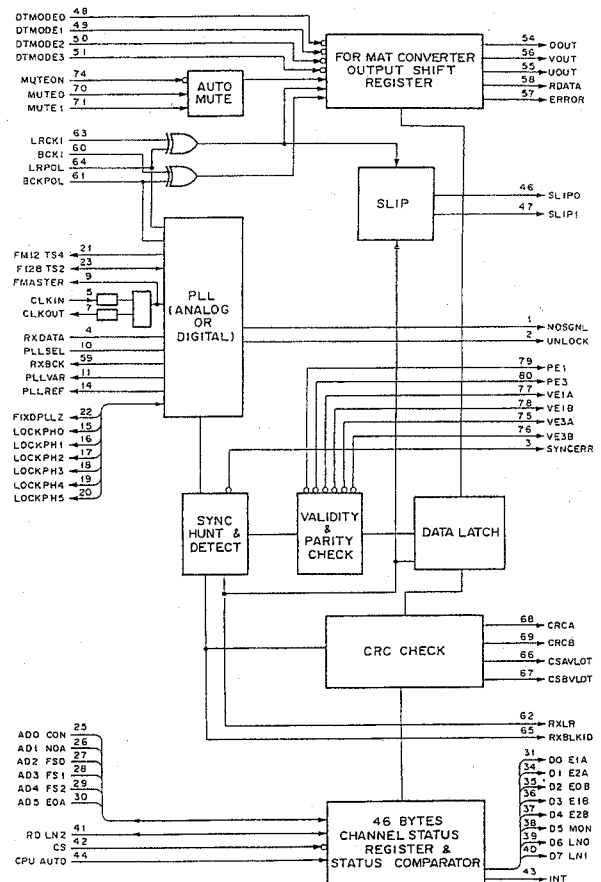 DTMODE0 48
DTMODE1 49
DTMODE2 50
DTMODE3 51
MUTEON 74
MUTE0 70
MUTE1 71
AUTO
MUTE
FOR MAT CONVERTER
OUTPUT SHIFT
REGISTER
54 DOUT
56 VOUT
55 UOUT
58 RDATA
57 ERROR
LRCKI 63
BCKI 60
LRPOL 64
BCKPOL 61
SLIP
46 SLIP0
47 SLIP1
FM12 TS4 21
F128 TS2 23
FMASTER 9
CLKIN 5
CLKOUT 7
RXDATA 4
PLLSEL 10
RXBCK 59
PLLVAR 11
PLLREF 14
PLL
(ANALOG
OR
DIGITAL)
1 NOSGNL
2 UNLOCK
79 PE1
80 PE3
77 VE1A
78 VE1B
75 VE3A
76 VE3B
3 SYNCERR
FIXDPLLZ 22
LOCKPH0 15
LOCKPH1 16
LOCKPH2 17
LOCKPH3 18
LOCKPH4 19
LOCKPH5 20
SYNC
HUNT &
DETECT
VALIDITY
&
PARITY
CHECK
DATA LATCH
CRC CHECK
68 CRCA
69 CRCB
66 CSAVLDT
67 CSBVLDT
62 RXLR
65 RXBLKID
AD0 CON 25
AD1 NOA 26
AD2 FS0 27
AD3 FS1 28
AD4 FS2 29
AD5 E0A 30
RD LN2 41
CS 42
CPU AUTO 44
46 BYTES
CHANNEL STATUS
REGISTER &
STATUS COMPARATOR
31 D0 E1A
34 D1 E2A
35 D2 E0B
36 D3 E1B
37 D4 E2B
38 D5 MON
39 D6 LN0
40 D7 LN1
43 INT